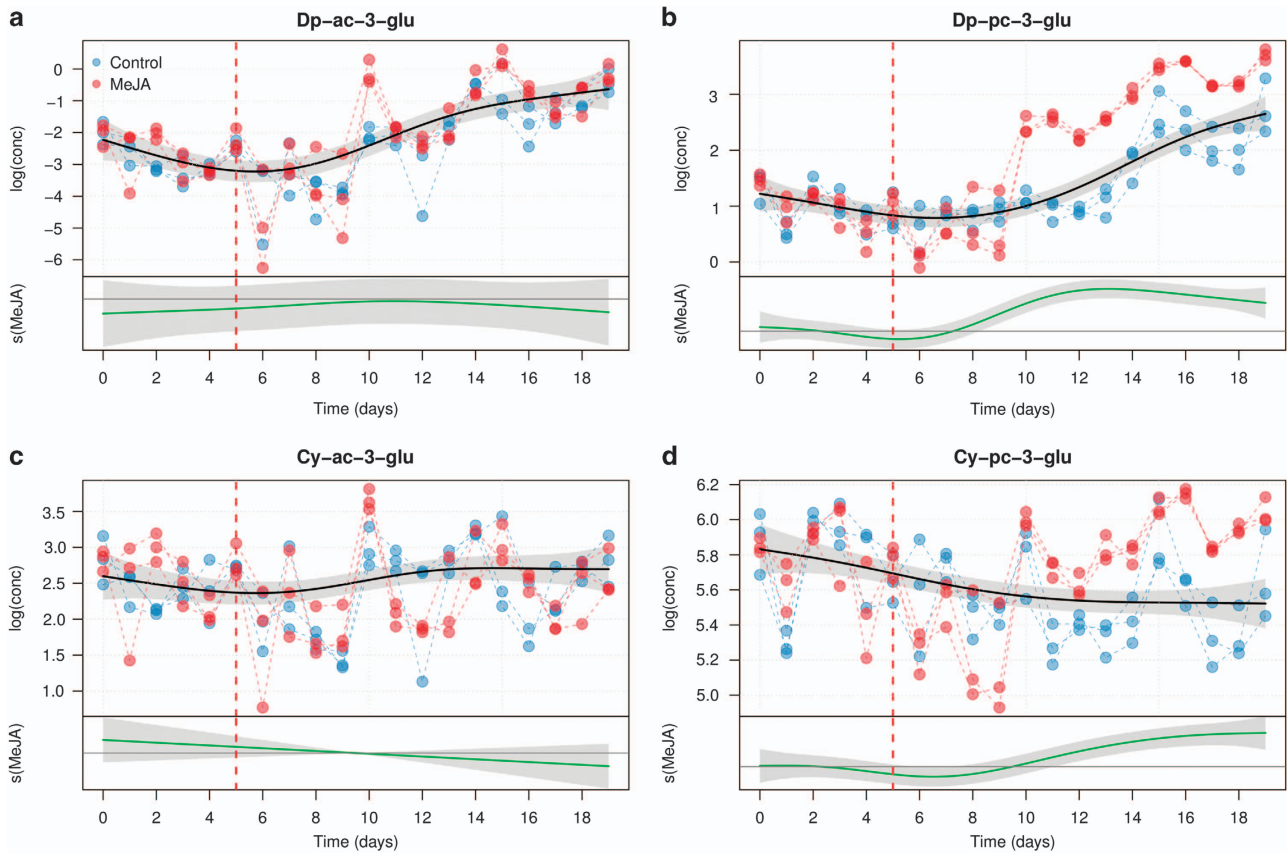 a
Dp-ac-3-glu
Control
MeJA
log(conc)
0
-1
-2
-3
-4
-5
-6
s(MeJA)
0 2 4 6 8 10 12 14 16 18
Time (days)
b
Dp-pc-3-glu
log(conc)
3
2
1
0
s(MeJA)
0 2 4 6 8 10 12 14 16 18
Time (days)
c
Cy-ac-3-glu
log(conc)
3.5
3.0
2.5
2.0
1.0
s(MeJA)
0 2 4 6 8 10 12 14 16 18
Time (days)
d
Cy-pc-3-glu
log(conc)
6.2
6.0
5.8
5.6
5.4
5.2
5.0
s(MeJA)
0 2 4 6 8 10 12 14 16 18
Time (days)